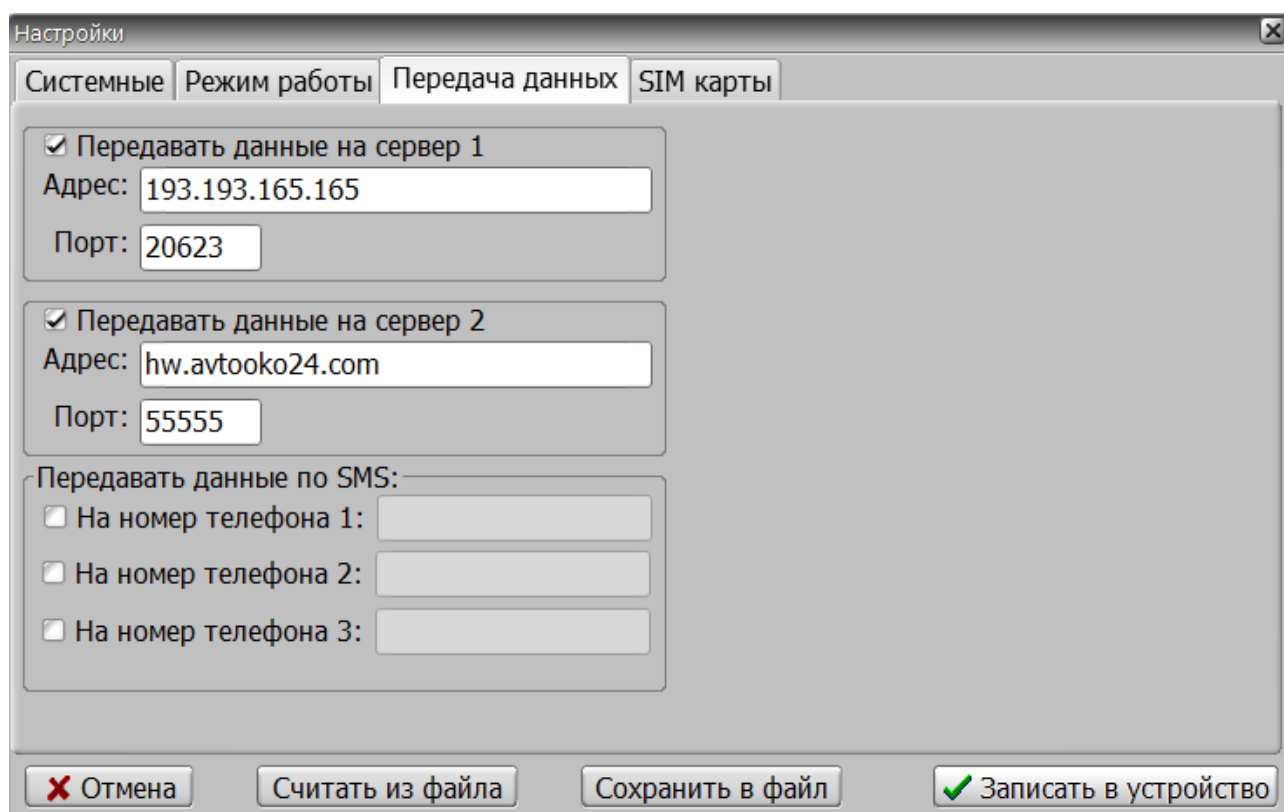 Настройки
Системные Режим работы Передача данных SIM карты
Передавать данные на сервер 1
Адрес: 193.193.165.165
Порт: 20623
Передавать данные на сервер 2
Адрес: hw.avtooko24.com
Порт: 55555
Передавать данные по SMS:
На номер телефона 1:
На номер телефона 2:
На номер телефона 3:
Отмена Считать из файла Сохранить в файл Записать в устройство